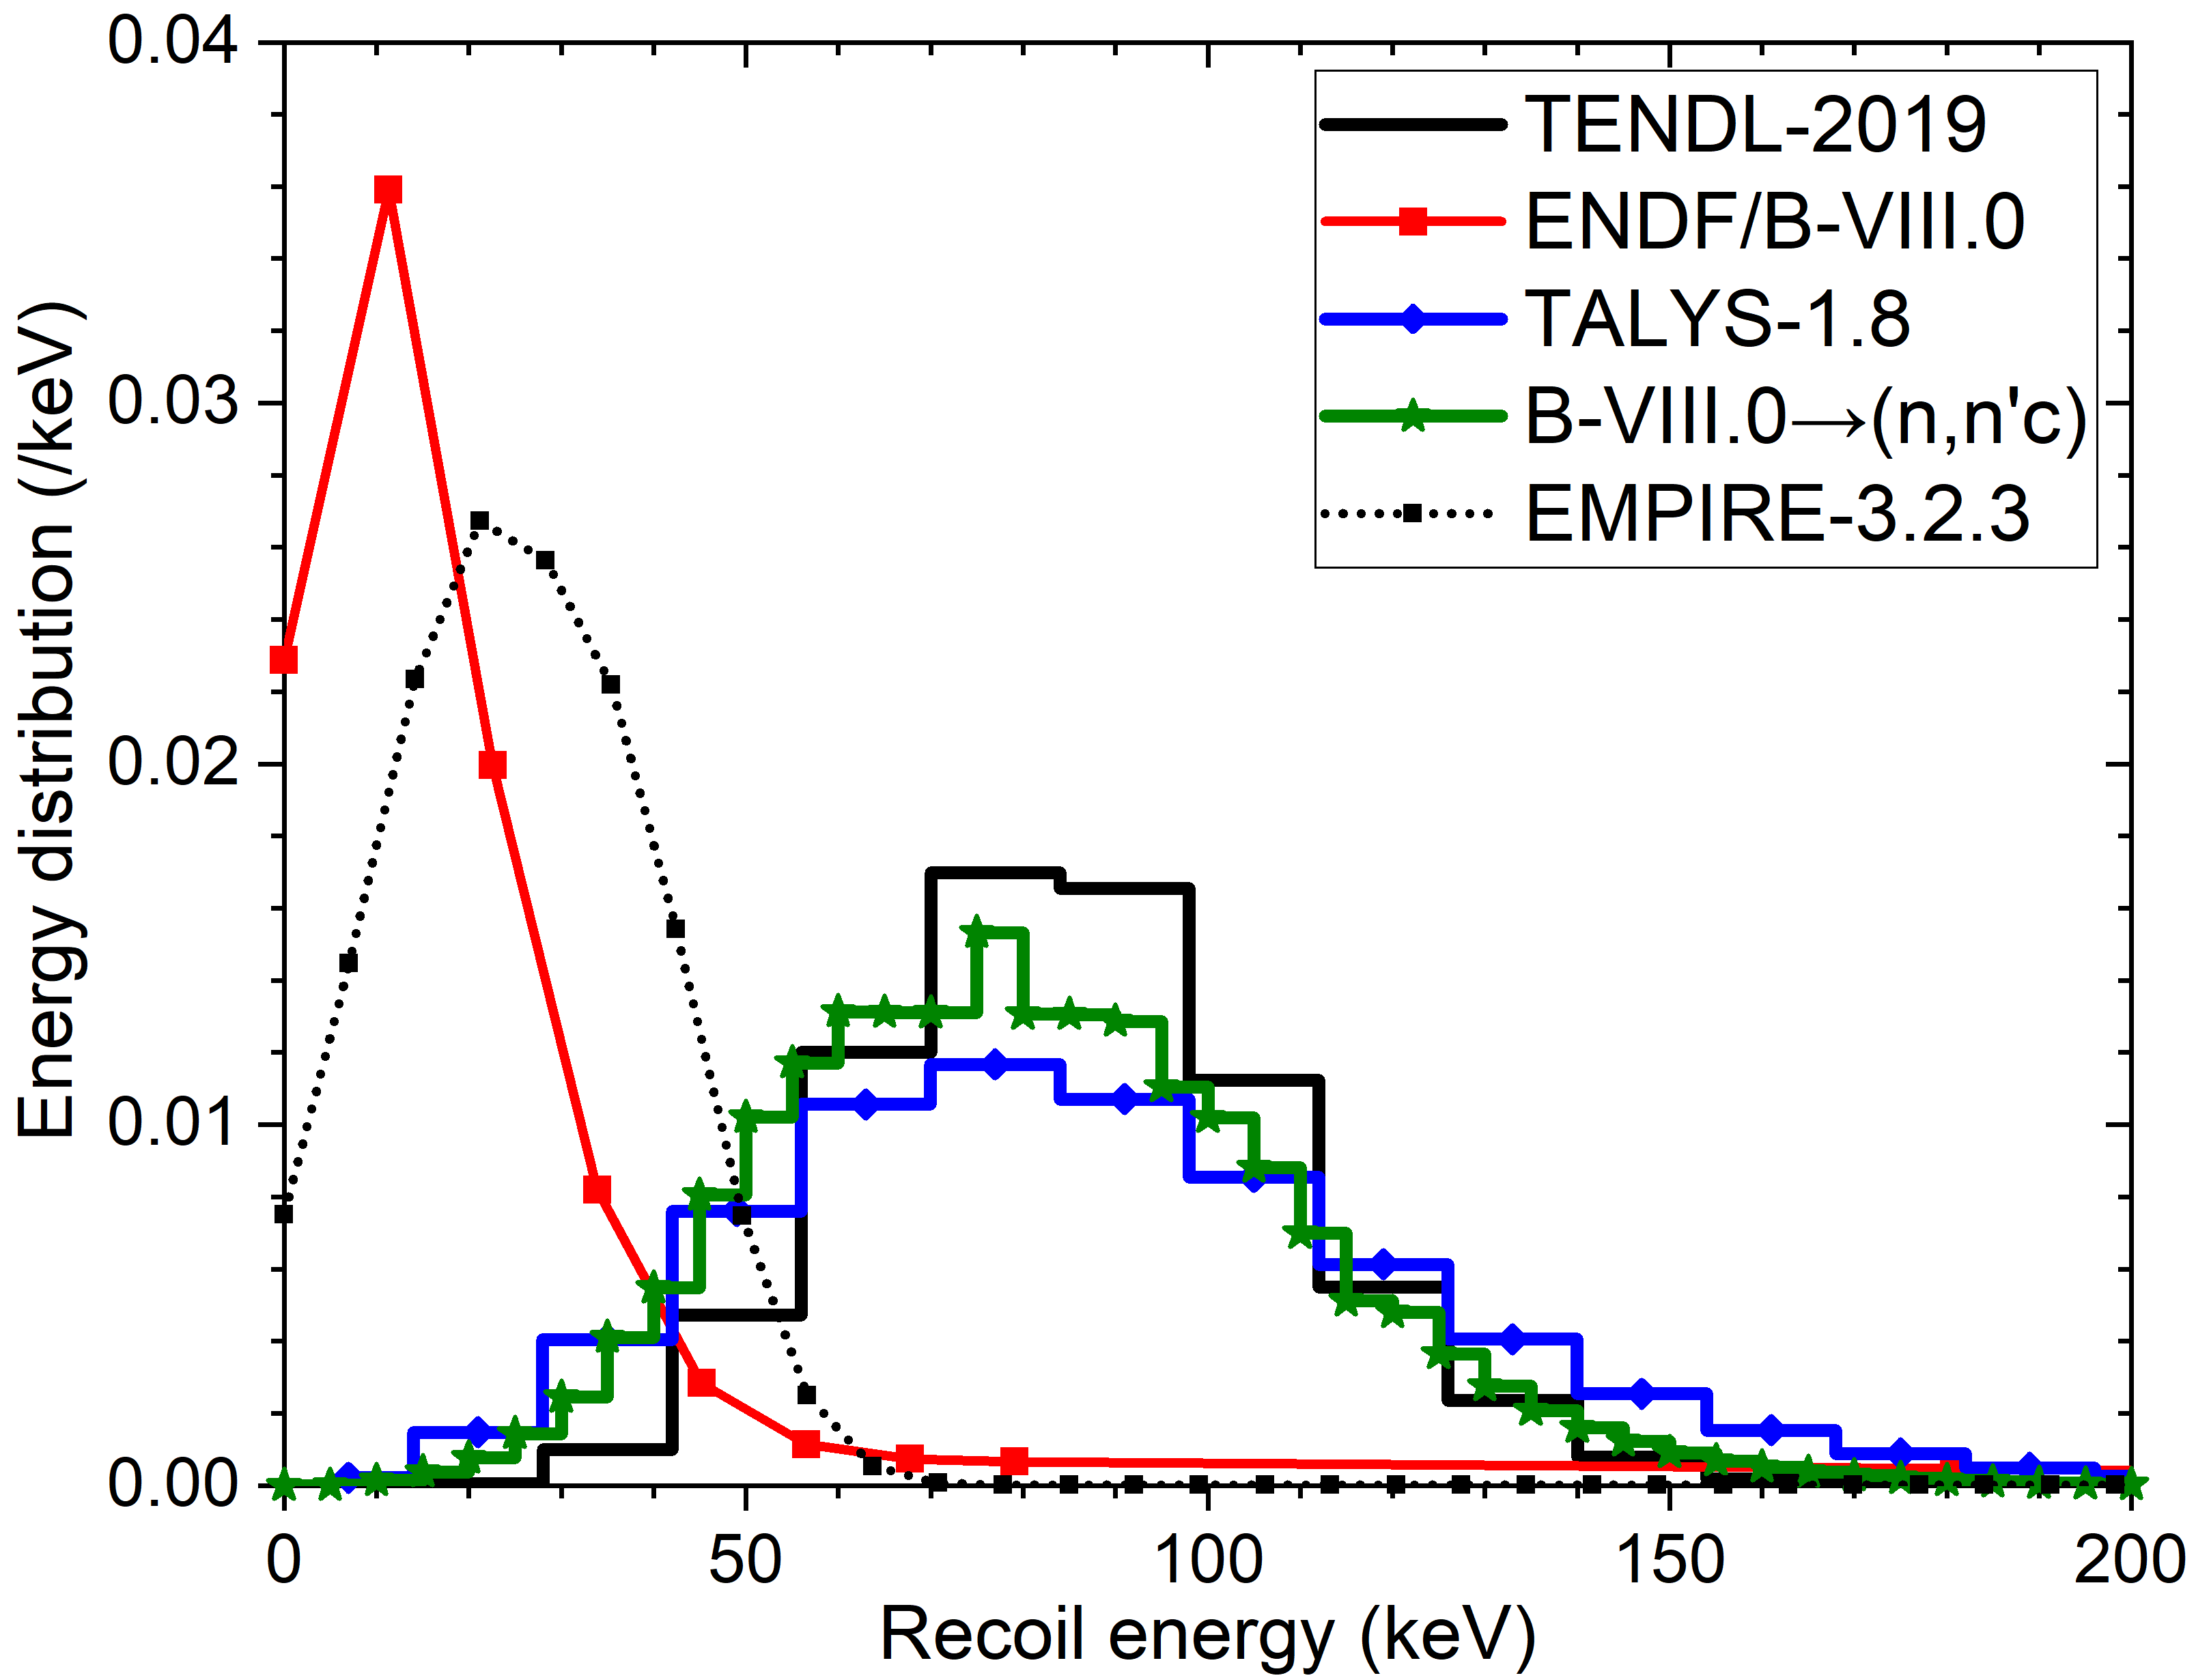 0.04
0.03
0.02
0.01
0.00
Energy distribution (/keV)
TENDL-2019
ENDF/B-VIII.0
TALYS-1.8
B-VIII.0→(n,n'c)
EMPIRE-3.2.3
0 50 100 150 200
Recoil energy (keV)